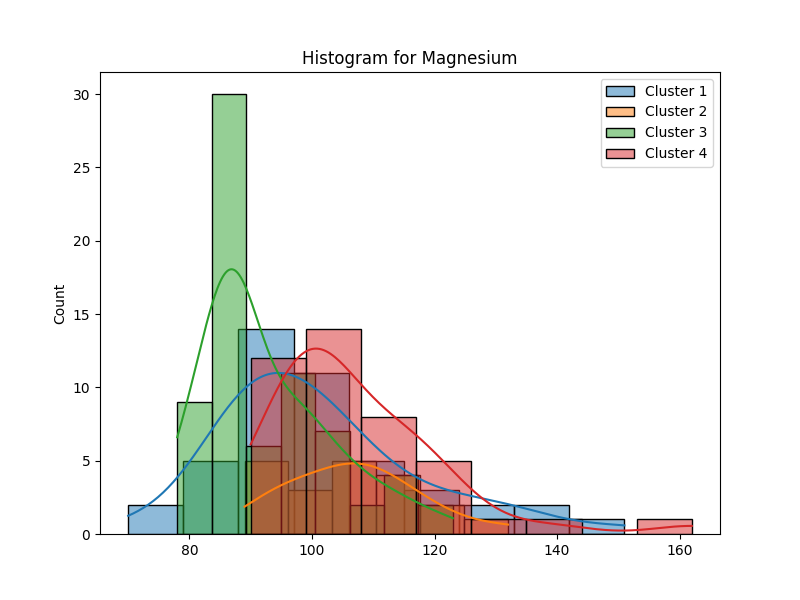 Histogram for Magnesium
Cluster 1
Cluster 2
Cluster 3
Cluster 4
Count
30
25
20
15
10
5
0
80 100 120 140 160